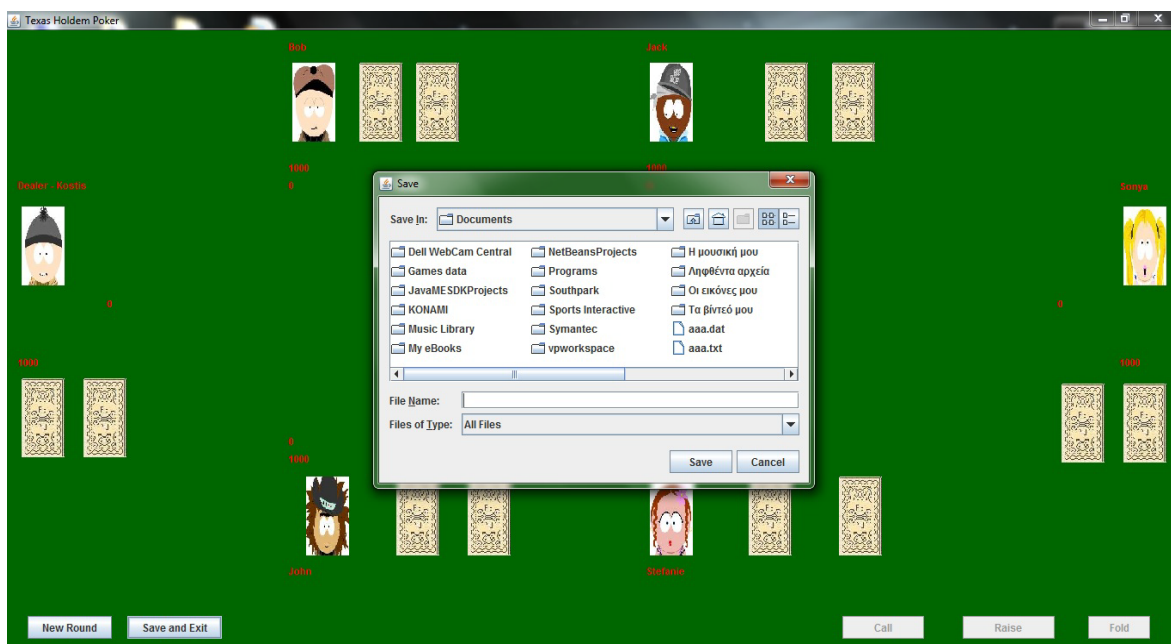 Texas Holdem Poker
Bob
Jack
1000
1000
0
Dealer - Kostis
Sonya
Save
Save In: Documents
Dell WebCam Central NetBeansProjects Η μουσική μου
Games data Programs Ληφθέντα αρχεία
JavaMESDKProjects Southpark Οι εικόνες μου
KONAMI Sports Interactive Τα βίντεό μου
Music Library Symantec aaa.dat
My eBooks vpworkspace aaa.txt
File Name:
Files of Type: All Files
Save Cancel
0
0
1000
1000
0
1000
John
Stefanie
New Round Save and Exit Call Raise Fold